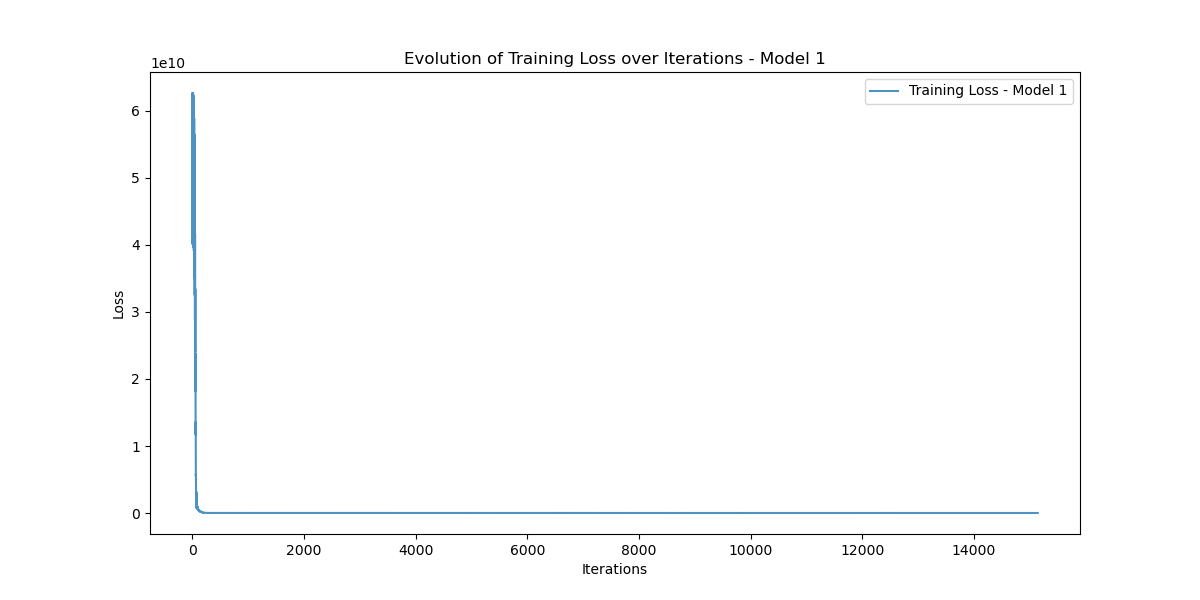 Evolution of Training Loss over Iterations - Model 1
1e10
Training Loss - Model 1
6
5
4
3
2
1
0
Loss
0 2000 4000 6000 8000 10000 12000 14000
Iterations